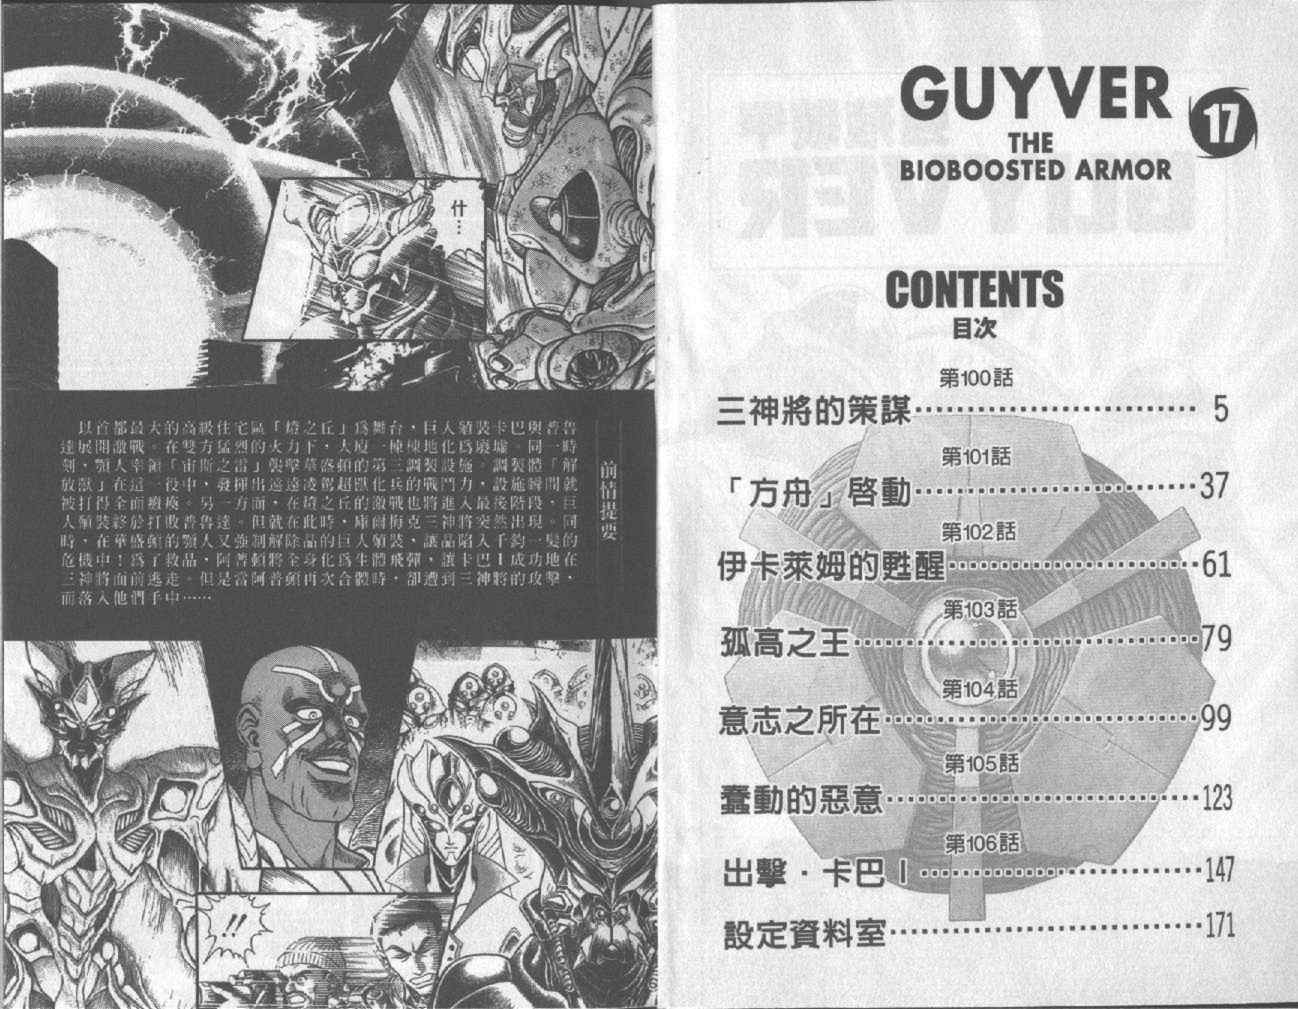 什…
以首都最大的高級住宅區「燈之丘」為舞台，巨人殖裝卡巴與普魯
達展開激戰。在雙方猛烈的火力下，大廈一棟棟地化為廢墟。同一時
刻，顎人率領「宙斯之雷」襲擊華盛頓的第三調製設施。調製體「解
放獸」在這一役中，發揮出遠遠凌駕超獸化兵的戰鬥力，設施瞬間就
被打得全面癱瘓。另一方面，在燈之丘的激戰也將進入最後階段，巨
人殖裝終於打敗普魯達。但就在此時，庫爾梅克三神將突然出現。同
時，在華盛頓的顎人又強制解除晶的巨人殖裝，讓晶陷入千鈞一髮的
危機中！為了救晶，阿普頓將全身化為生體飛彈，讓卡巴I成功地在
三神將面前逃走。但是當阿普頓再次合體時，卻遭到三神將的攻擊，
而落入他們手中……
前情提要
!!
GUYVER
17
THE
BIOBOOSTED ARMOR
CONTENTS
目次
第100話
三神將的策謀…………………………5
第101話
「方舟」啓動…………………………37
第102話
伊卡萊姆的甦醒………………………61
第103話
孤高之王………………………………79
第104話
意志之所在……………………………99
第105話
蠢動的惡意……………………………123
第106話
出擊・卡巴I…………………………147
設定資料室……………………………171